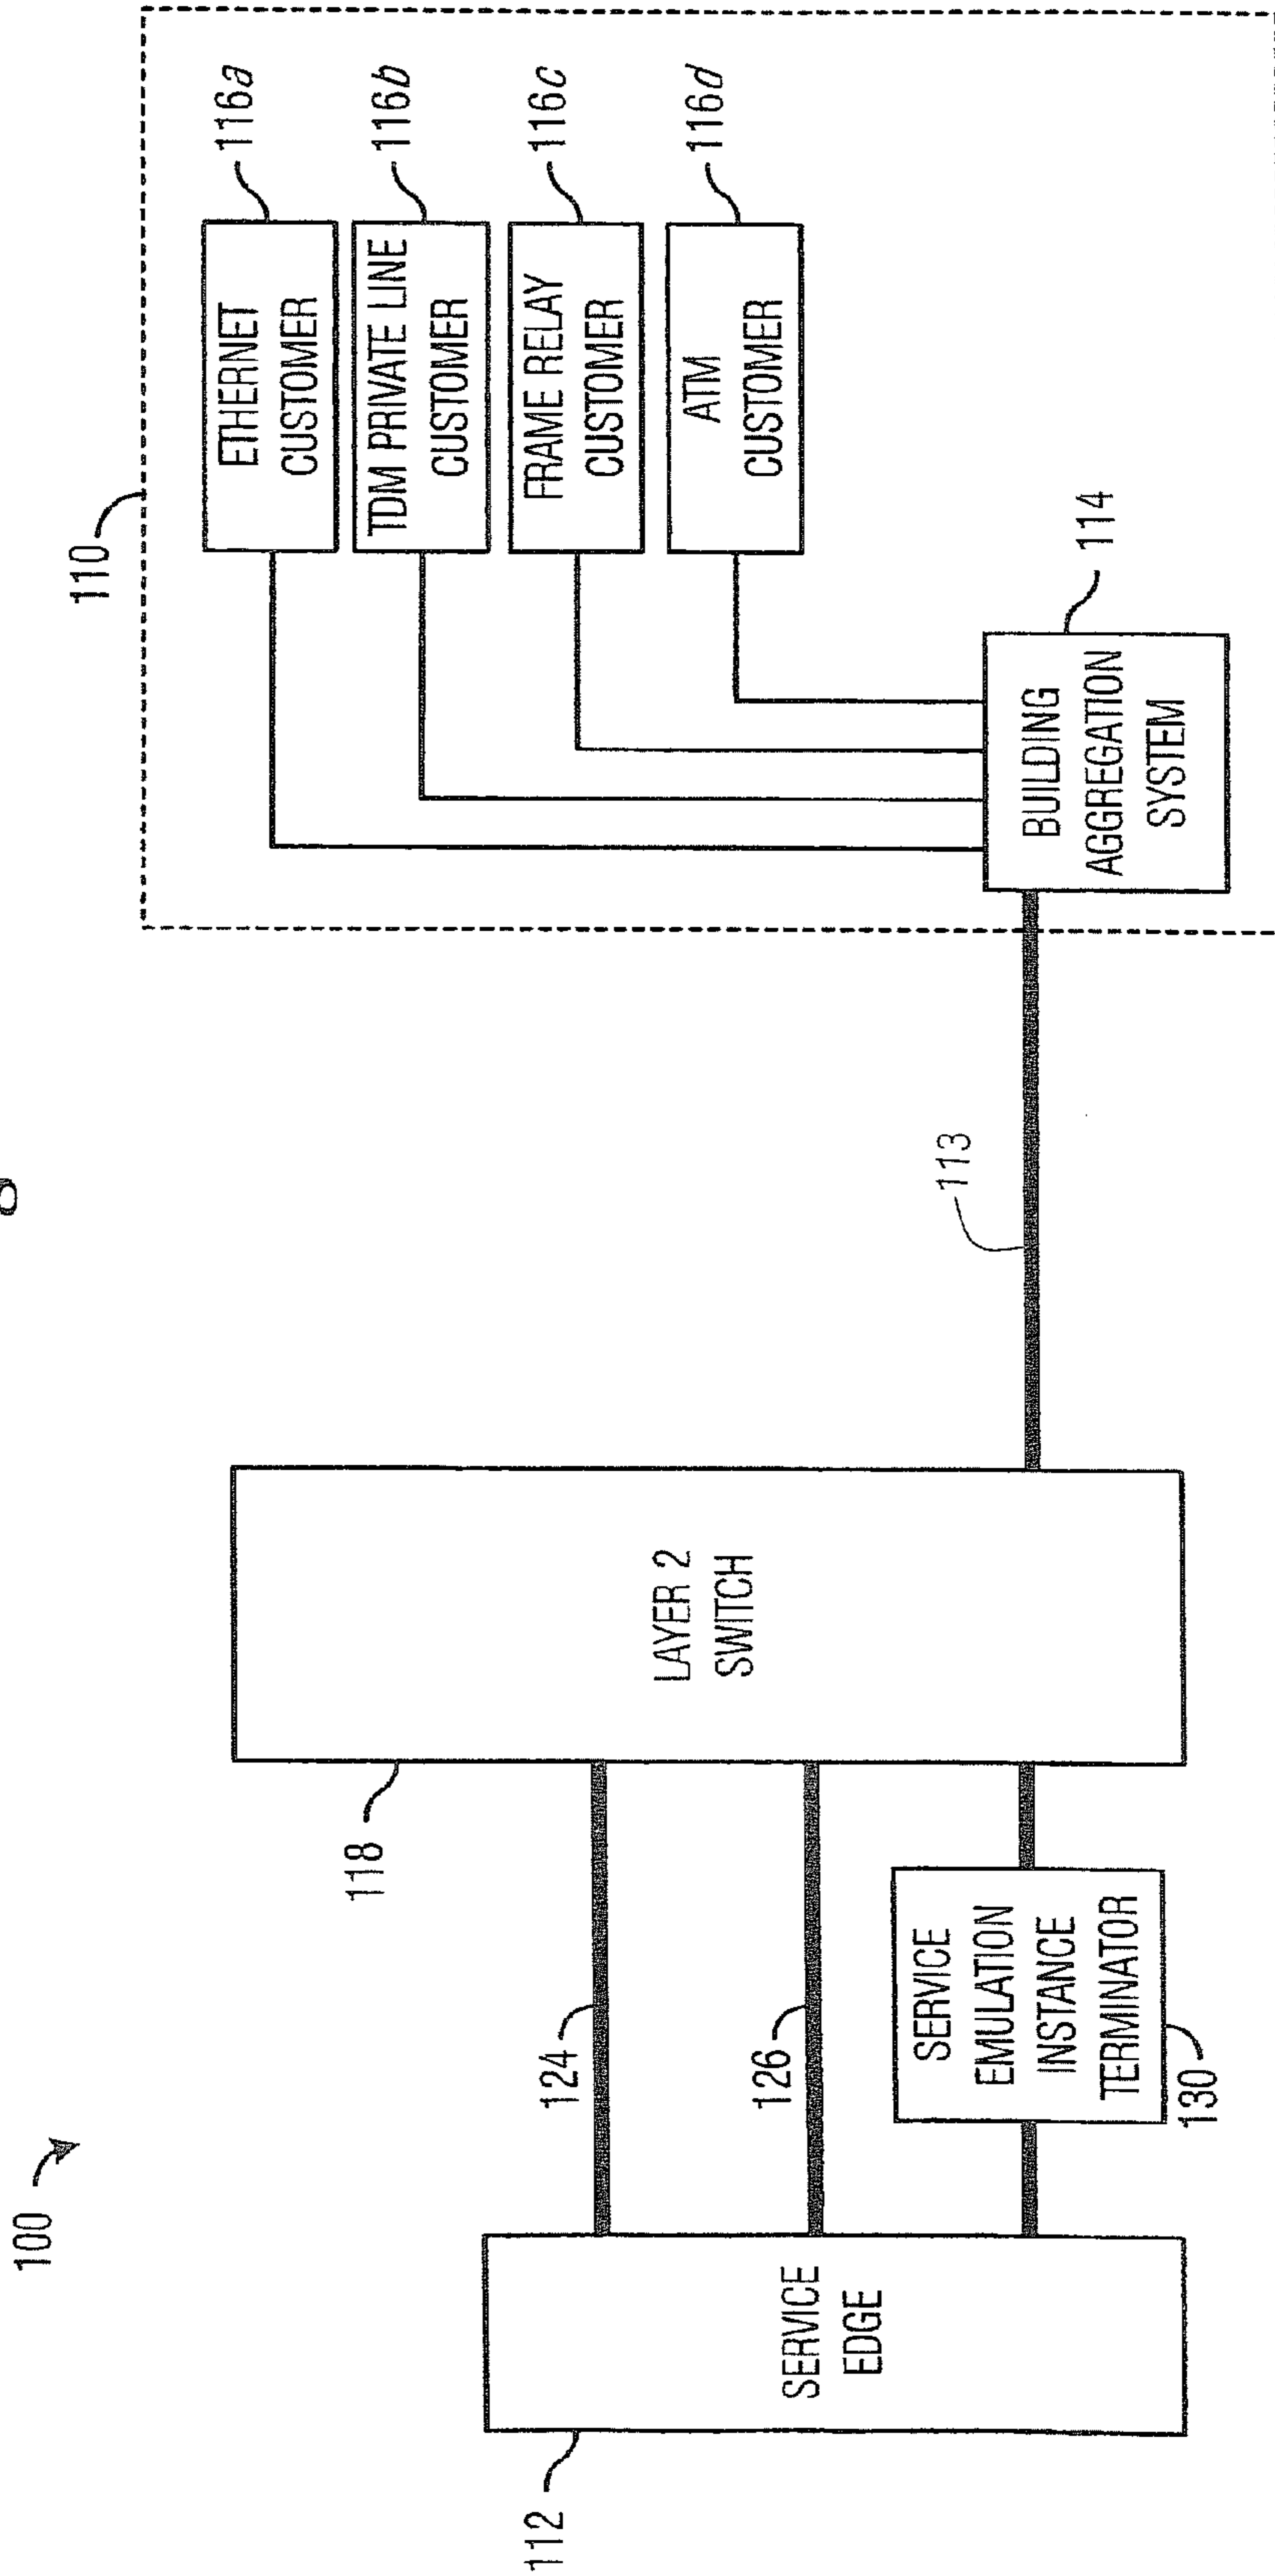 100
110
ETHERNET
CUSTOMER
116a
TDM PRIVATE LINE
CUSTOMER
116b
FRAME RELAY
CUSTOMER
116c
ATM
CUSTOMER
116d
BUILDING
AGGREGATION
SYSTEM
114
113
LAYER 2
SWITCH
118
124
126
SERVICE
EMULATION
INSTANCE
TERMINATOR
130
SERVICE
EDGE
112